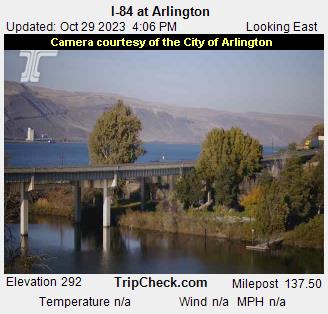 I-84 at Arlington
Updated: Oct 29 2023 4:06 PM Looking East
Camera courtesy of the City of Arlington
Elevation 292 TripCheck.com Milepost 137.50
Temperature n/a Wind n/a MPH n/a